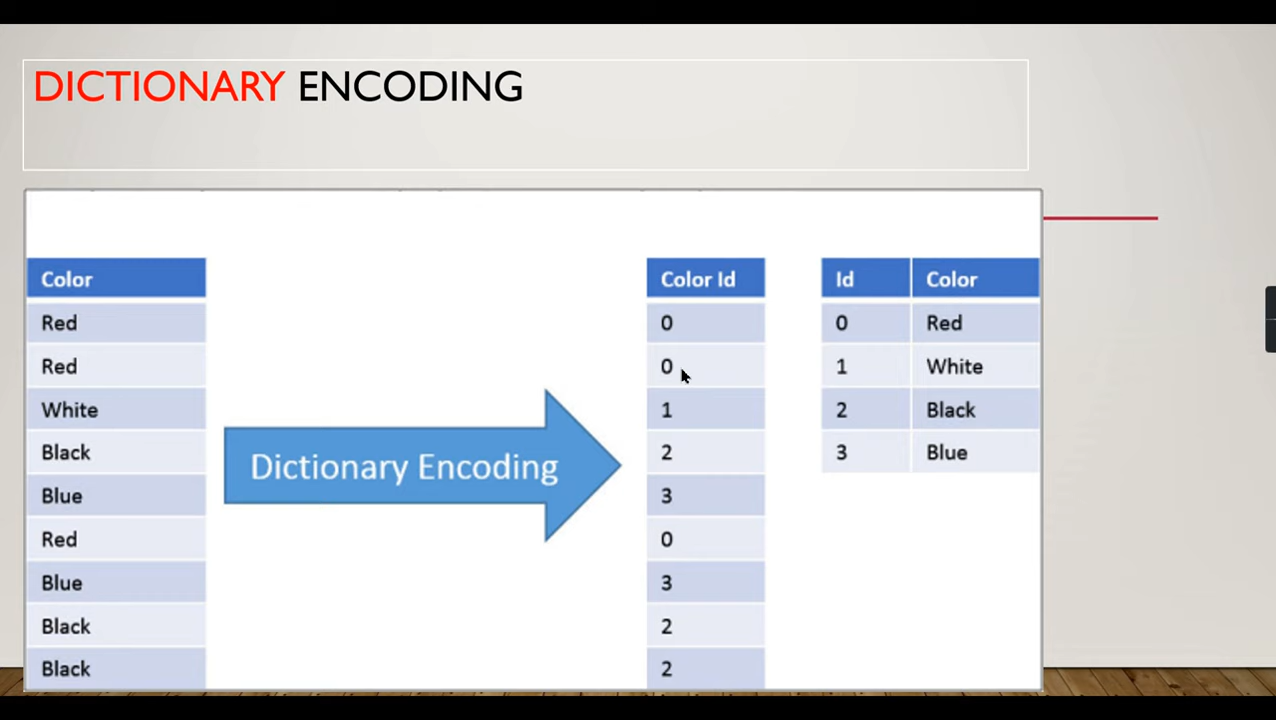 DICTIONARY ENCODING
Color
Red
Red
White
Black
Blue
Red
Blue
Black
Black
Dictionary Encoding
Color Id
0
0
1
2
3
0
3
2
2
Id Color
0 Red
1 White
2 Black
3 Blue